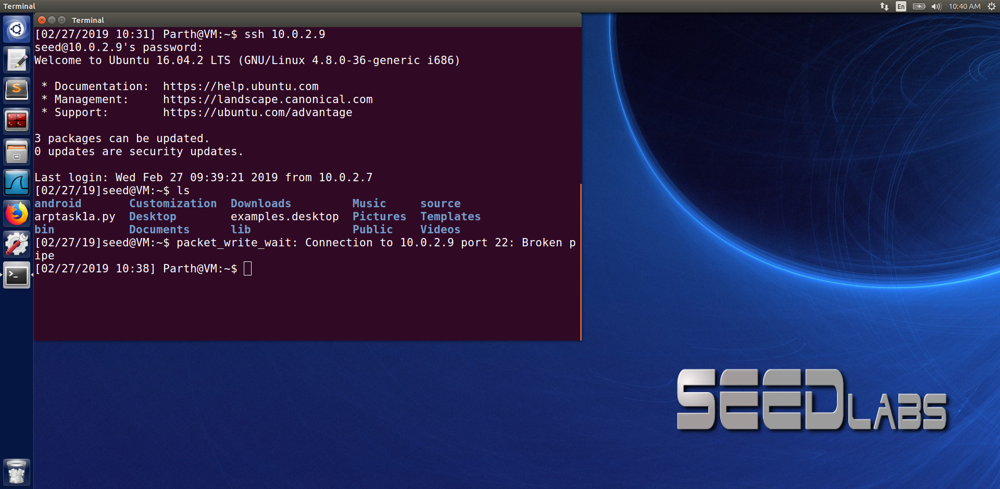 Terminal
En
10:40 AM
Terminal
[02/27/2019 10:31] Parth@VM:~$ ssh 10.0.2.9
seed@10.0.2.9's password:
Welcome to Ubuntu 16.04.2 LTS (GNU/Linux 4.8.0-36-generic i686)
* Documentation:  https://help.ubuntu.com
* Management:     https://landscape.canonical.com
* Support:        https://ubuntu.com/advantage
3 packages can be updated.
0 updates are security updates.
Last login: Wed Feb 27 09:39:21 2019 from 10.0.2.7
[02/27/19]seed@VM:~$ ls
android       Customization  Downloads         Music     source
arptask1a.py  Desktop        examples.desktop  Pictures  Templates
bin           Documents      lib               Public    Videos
[02/27/19]seed@VM:~$ packet_write_wait: Connection to 10.0.2.9 port 22: Broken p
ipe
[02/27/2019 10:38] Parth@VM:~$
SEEDLABS